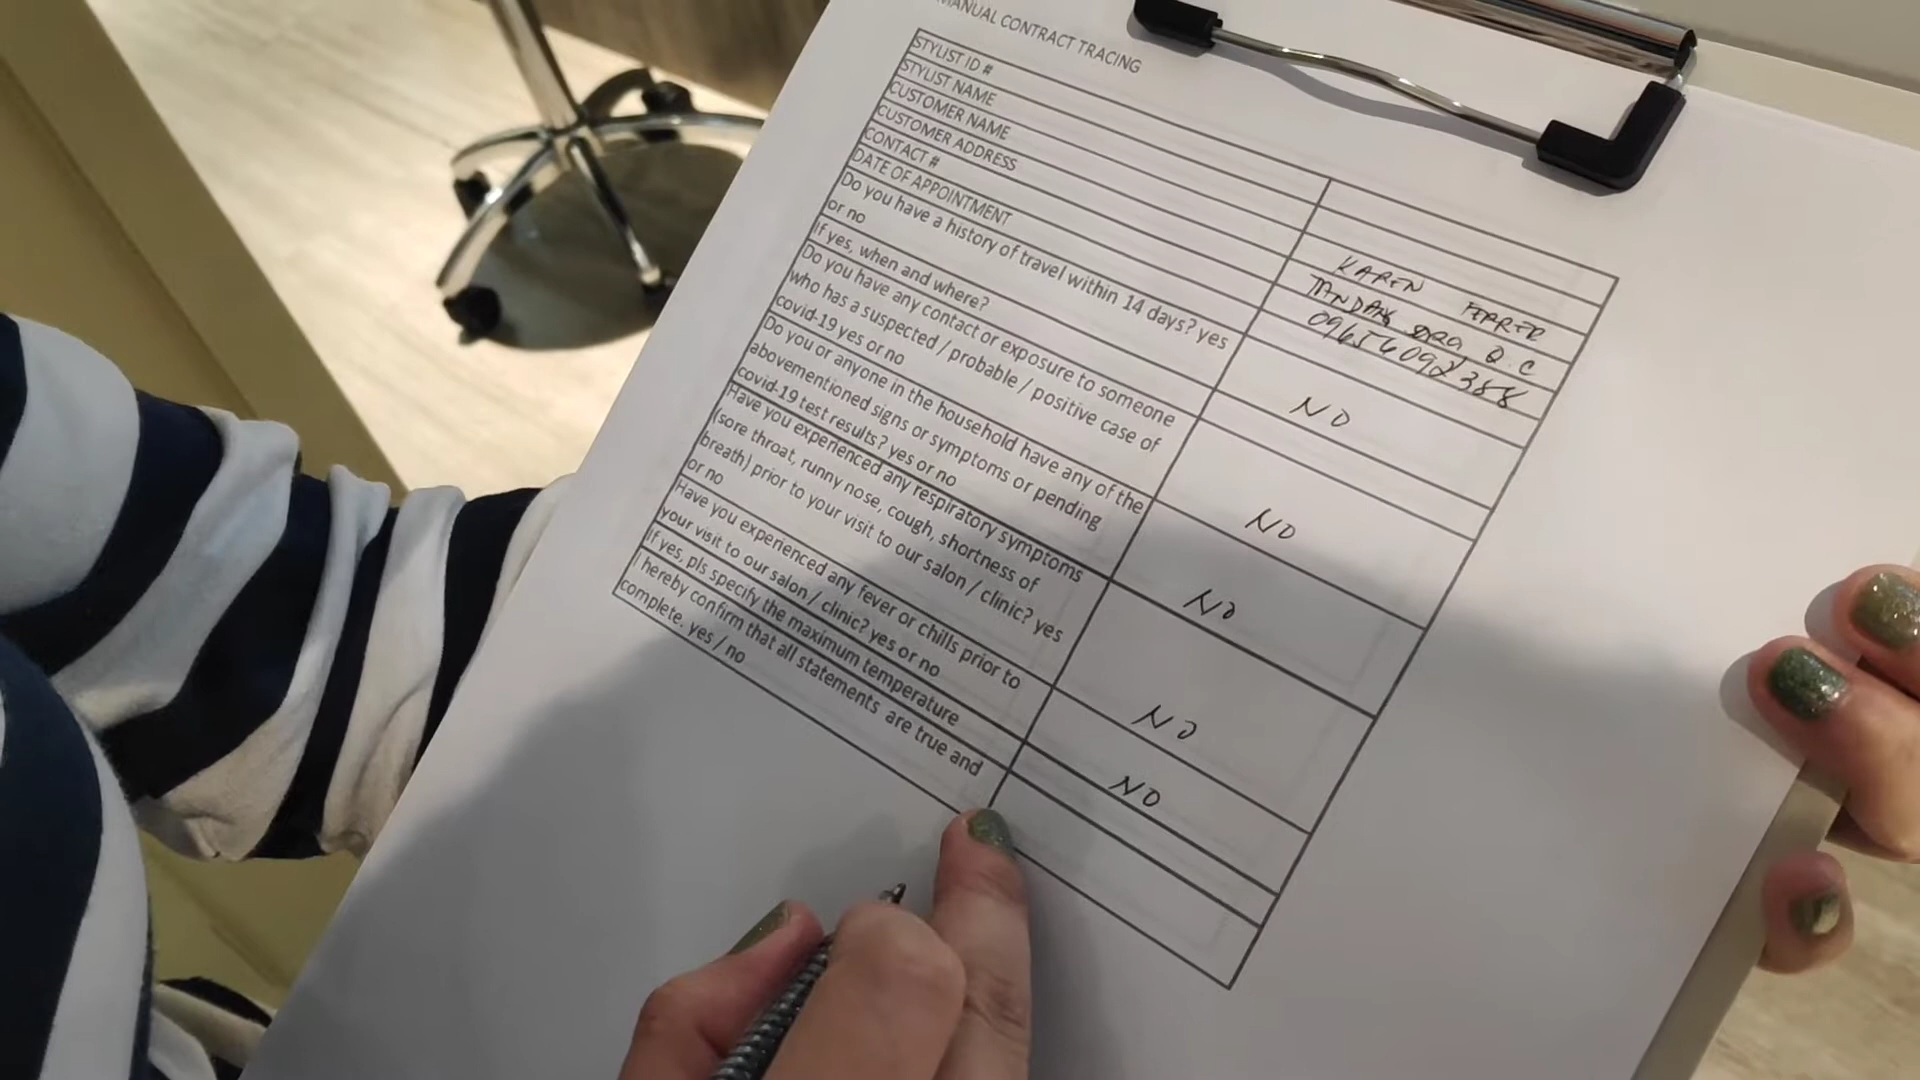 MANUAL CONTRACT TRACING
STYLIST ID #
STYLIST NAME
CUSTOMER NAME
KAREN FERRER
CUSTOMER ADDRESS
TANDANG SORA Q.C
CONTACT #
09656092388
DATE OF APPOINTMENT
Do you have a history of travel within 14 days? yes
or no
NO
If yes, when and where?
Do you have any contact or exposure to someone
who has a suspected / probable / positive case of
covid-19 yes or no
NO
Do you or anyone in the household have any of the
abovementioned signs or symptoms or pending
covid-19 test results? yes or no
NO
Have you experienced any respiratory symptoms
(sore throat, runny nose, cough, shortness of
breath) prior to your visit to our salon / clinic? yes
or no
NO
Have you experienced any fever or chills prior to
your visit to our salon / clinic? yes or no
NO
If yes, pls specify the maximum temperature
I hereby confirm that all statements are true and
complete. yes / no